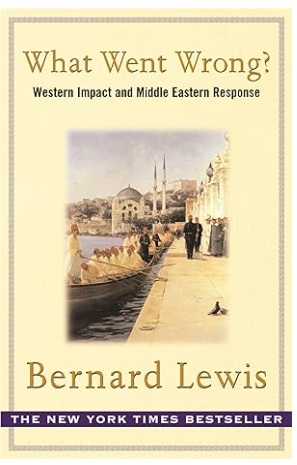 What Went Wrong?
Western Impact and Middle Eastern Response
Bernard Lewis
THE NEW YORK TIMES BESTSELLER